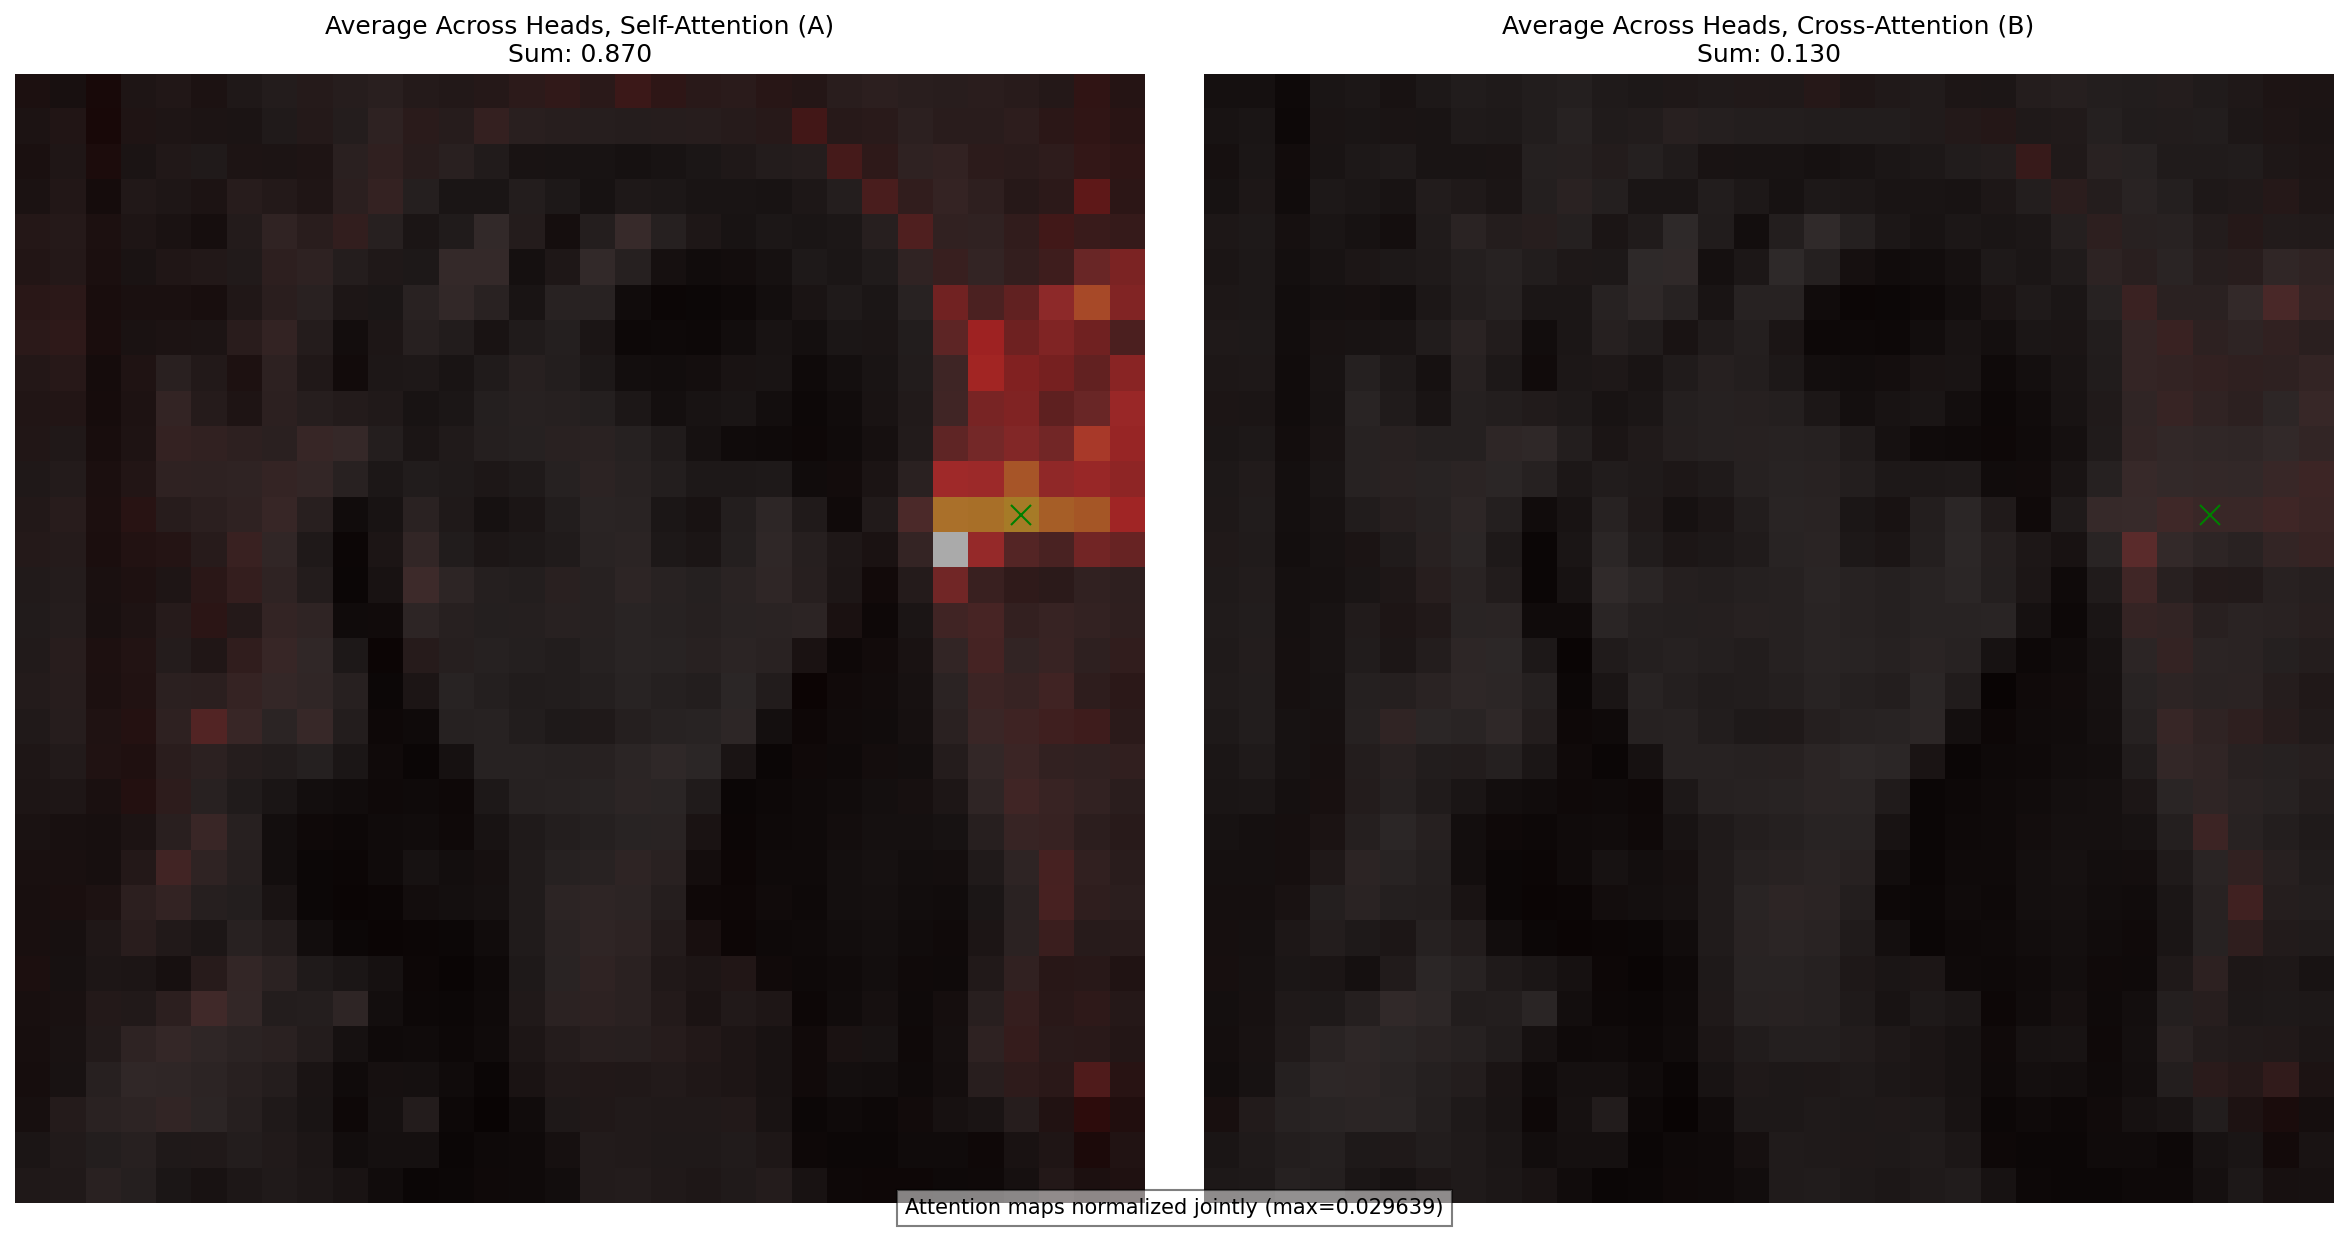 Average Across Heads, Self-Attention (A)
Sum: 0.870
Average Across Heads, Cross-Attention (B)
Sum: 0.130
Attention maps normalized jointly (max=0.029639)